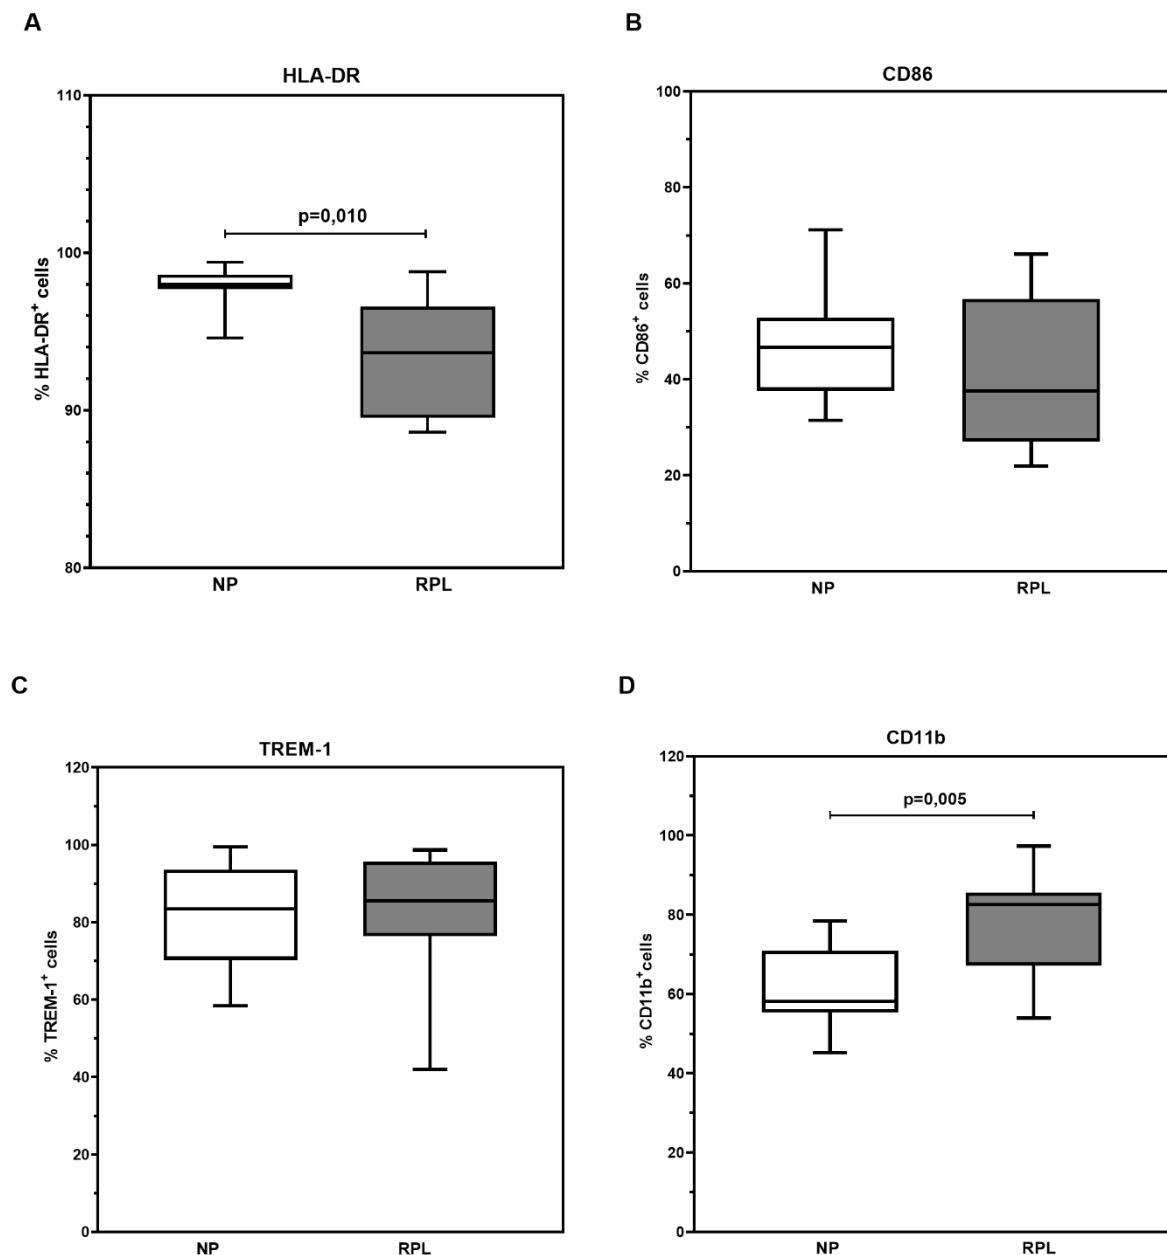 A
HLA-DR
110
100
90
80
% HLA-DR⁺ cells
p=0,010
NP RPL
B
CD86
100
80
60
40
20
0
% CD86⁺ cells
NP RPL
C
TREM-1
120
100
80
60
40
20
0
% TREM-1⁺ cells
NP RPL
D
CD11b
120
100
80
60
40
20
0
% CD11b⁺cells
p=0,005
NP RPL